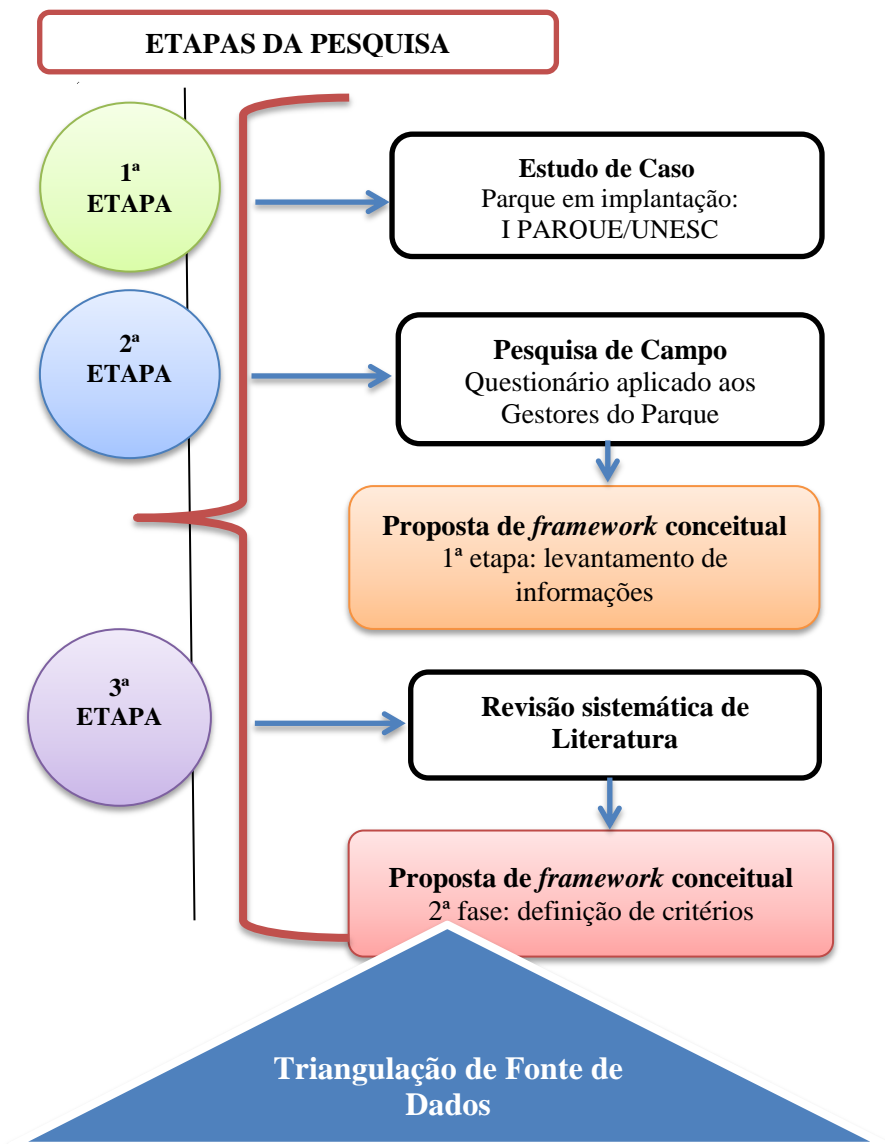 ETAPAS DA PESQUISA
1ª
ETAPA
Estudo de Caso
Parque em implantação:
I PARQUE/UNESC
2ª
ETAPA
Pesquisa de Campo
Questionário aplicado aos
Gestores do Parque
Proposta de framework conceitual
1ª etapa: levantamento de
informações
3ª
ETAPA
Revisão sistemática de
Literatura
Proposta de framework conceitual
2ª fase: definição de critérios
Triangulação de Fonte de
Dados